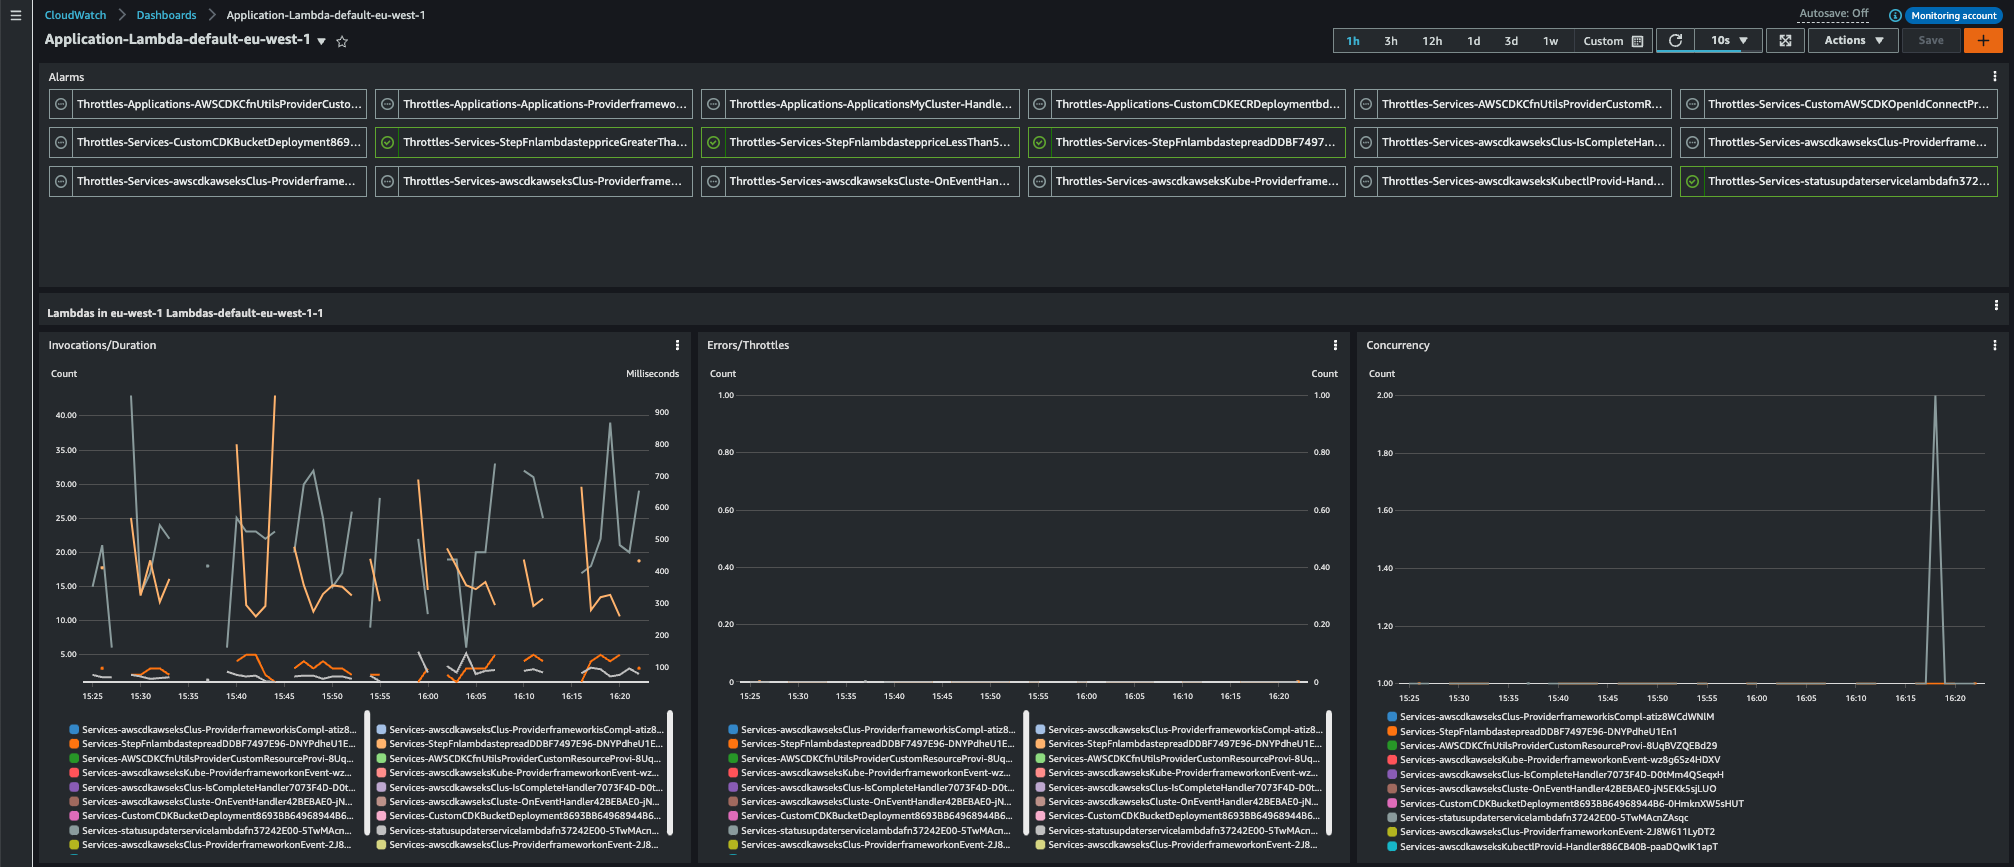 CloudWatch > Dashboards > Application-Lambda-default-eu-west-1
Autosave: Off
Monitoring account
Application-Lambda-default-eu-west-1
1h 3h 12h 1d 3d 1w Custom 10s Actions Save +
Alarms
Throttles-Applications-AWSCDKCfnUtilsProviderCusto... Throttles-Applications-Applications-Providerframewo... Throttles-Applications-ApplicationsMyCluster-Handle... Throttles-Applications-CustomCDKECRDeploymentbd... Throttles-Services-AWSCDKCfnUtilsProviderCustomR... Throttles-Services-CustomAWSCDKOpenIdConnectPr...
Throttles-Services-CustomCDKBucketDeployment869... Throttles-Services-StepFnlambdasteppriceGreaterTha... Throttles-Services-StepFnlambdasteppriceLessThan5... Throttles-Services-StepFnlambdastepreadDDBF7497... Throttles-Services-awscdkawseksClus-IsCompleteHan... Throttles-Services-awscdkawseksClus-Providerframe...
Throttles-Services-awscdkawseksClus-Providerframe... Throttles-Services-awscdkawseksClus-Providerframe... Throttles-Services-awscdkawseksCluste-OnEventHan... Throttles-Services-awscdkawseksKube-Providerframe... Throttles-Services-awscdkawseksKubectlProvid-Hand... Throttles-Services-statusupdaterservicelambdafn372...
Lambdas in eu-west-1 Lambdas-default-eu-west-1-1
Invocations/Duration
Count Milliseconds
40.00
35.00
30.00
25.00
20.00
15.00
10.00
5.00
900
800
700
600
500
400
300
200
100
15:25 15:30 15:35 15:40 15:45 15:50 15:55 16:00 16:05 16:10 16:15 16:20
Services-awscdkawseksClus-ProviderframeworkisCompl-atiz8... Services-awscdkawseksClus-ProviderframeworkisCompl-atiz8...
Services-StepFnlambdastepreadDDBF7497E96-DNYPdheU1E... Services-StepFnlambdastepreadDDBF7497E96-DNYPdheU1E...
Services-AWSCDKCfnUtilsProviderCustomResourceProvi-8Uq... Services-AWSCDKCfnUtilsProviderCustomResourceProvi-8Uq...
Services-awscdkawseksKube-ProviderframeworkonEvent-wz... Services-awscdkawseksKube-ProviderframeworkonEvent-wz...
Services-awscdkawseksClus-IsCompleteHandler7073F4D-D0t... Services-awscdkawseksClus-IsCompleteHandler7073F4D-D0t...
Services-awscdkawseksCluste-OnEventHandler42BEBAE0-jN... Services-awscdkawseksCluste-OnEventHandler42BEBAE0-jN...
Services-CustomCDKBucketDeployment8693BB64968944B6... Services-CustomCDKBucketDeployment8693BB64968944B6...
Services-statusupdaterservicelambdafn37242E00-5TwMAcn... Services-statusupdaterservicelambdafn37242E00-5TwMAcn...
Services-awscdkawseksClus-ProviderframeworkonEvent-2J8... Services-awscdkawseksClus-ProviderframeworkonEvent-2J8...
Errors/Throttles
Count Count
1.00 1.00
0.80 0.80
0.60 0.60
0.40 0.40
0.20 0.20
0 0
15:25 15:30 15:35 15:40 15:45 15:50 15:55 16:00 16:05 16:10 16:15 16:20
Services-awscdkawseksClus-ProviderframeworkisCompl-atiz8... Services-awscdkawseksClus-ProviderframeworkisCompl-atiz8...
Services-StepFnlambdastepreadDDBF7497E96-DNYPdheU1E... Services-StepFnlambdastepreadDDBF7497E96-DNYPdheU1E...
Services-AWSCDKCfnUtilsProviderCustomResourceProvi-8Uq... Services-AWSCDKCfnUtilsProviderCustomResourceProvi-8Uq...
Services-awscdkawseksKube-ProviderframeworkonEvent-wz... Services-awscdkawseksKube-ProviderframeworkonEvent-wz...
Services-awscdkawseksClus-IsCompleteHandler7073F4D-D0t... Services-awscdkawseksClus-IsCompleteHandler7073F4D-D0t...
Services-awscdkawseksCluste-OnEventHandler42BEBAE0-jN... Services-awscdkawseksCluste-OnEventHandler42BEBAE0-jN...
Services-CustomCDKBucketDeployment8693BB64968944B6... Services-CustomCDKBucketDeployment8693BB64968944B6...
Services-statusupdaterservicelambdafn37242E00-5TwMAcn... Services-statusupdaterservicelambdafn37242E00-5TwMAcn...
Services-awscdkawseksClus-ProviderframeworkonEvent-2J8... Services-awscdkawseksClus-ProviderframeworkonEvent-2J8...
Concurrency
Count
2.00
1.80
1.60
1.40
1.20
1.00
15:25 15:30 15:35 15:40 15:45 15:50 15:55 16:00 16:05 16:10 16:15 16:20
Services-awscdkawseksClus-ProviderframeworkisCompl-atiz8WCdWNlM
Services-StepFnlambdastepreadDDBF7497E96-DNYPdheU1En1
Services-AWSCDKCfnUtilsProviderCustomResourceProvi-8UqBVZQEBd29
Services-awscdkawseksKube-ProviderframeworkonEvent-wz8g6Sz4HDXV
Services-awscdkawseksClus-IsCompleteHandler7073F4D-D0tMm4QSeqxH
Services-awscdkawseksCluste-OnEventHandler42BEBAE0-jN5EKk5sjLUO
Services-CustomCDKBucketDeployment8693BB64968944B6-0HmknXW5sHUT
Services-statusupdaterservicelambdafn37242E00-5TwMAcnZAsqc
Services-awscdkawseksClus-ProviderframeworkonEvent-2J8W611LyDT2
Services-awscdkawseksKubectlProvid-Handler886CB40B-paaDQwIK1apT